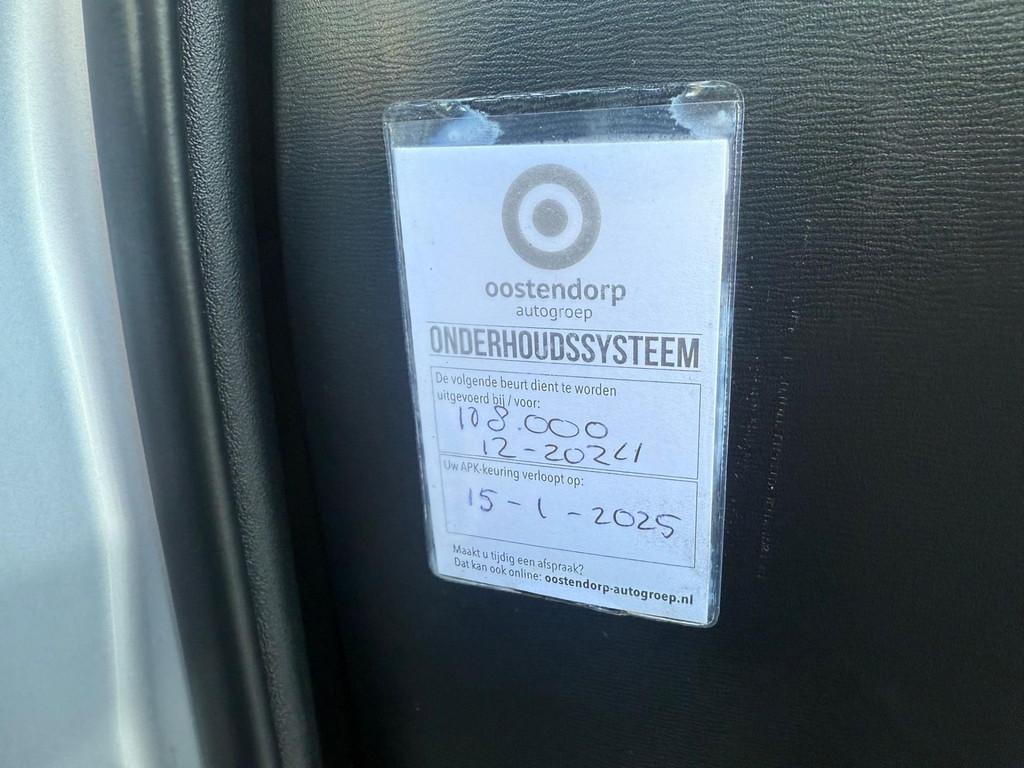 oostendorp
autogroep
ONDERHOUDSSYSTEEM
De volgende beurt dient te worden
uitgevoerd bij / voor:
108.000
12-2024
Uw APK-keuring verloopt op:
15-1-2025
Maakt u tijdig een afspraak?
Dat kan ook online: oostendorp-autogroep.nl